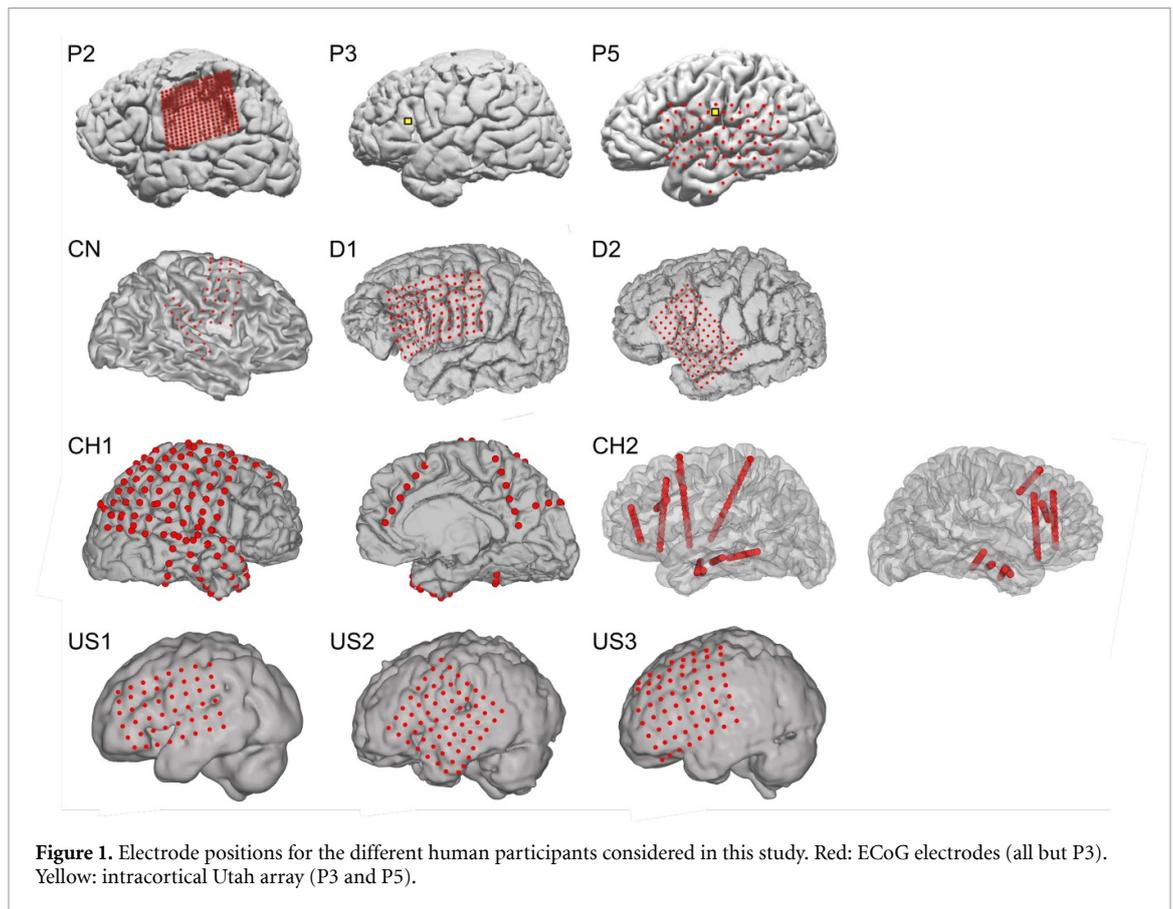 P2
P3
P5
CN
D1
D2
CH1
CH2
US1
US2
US3
Figure 1. Electrode positions for the different human participants considered in this study. Red: ECoG electrodes (all but P3).
Yellow: intracortical Utah array (P3 and P5).